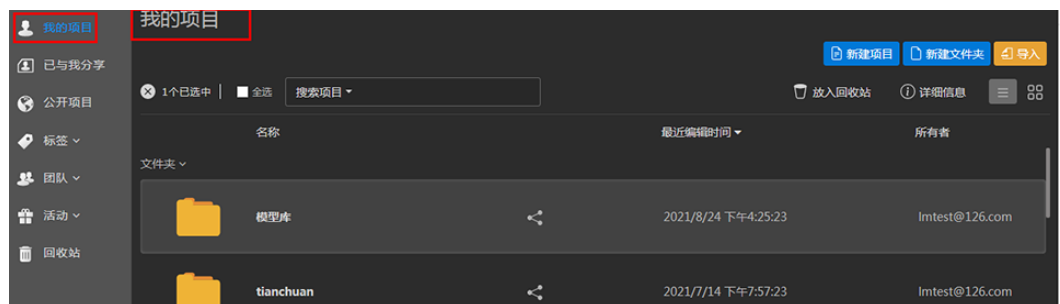 我的项目
已与我分享
公开项目
标签
团队
活动
回收站
我的项目
新建项目 新建文件夹 导入
1个已选中 | 全选 搜索项目 放入回收站 详细信息
名称 最近编辑时间 所有者
文件夹
模型库 2021/8/24 下午4:25:23 lmtest@126.com
tianchuan 2021/7/14 下午7:57:23 lmtest@126.com